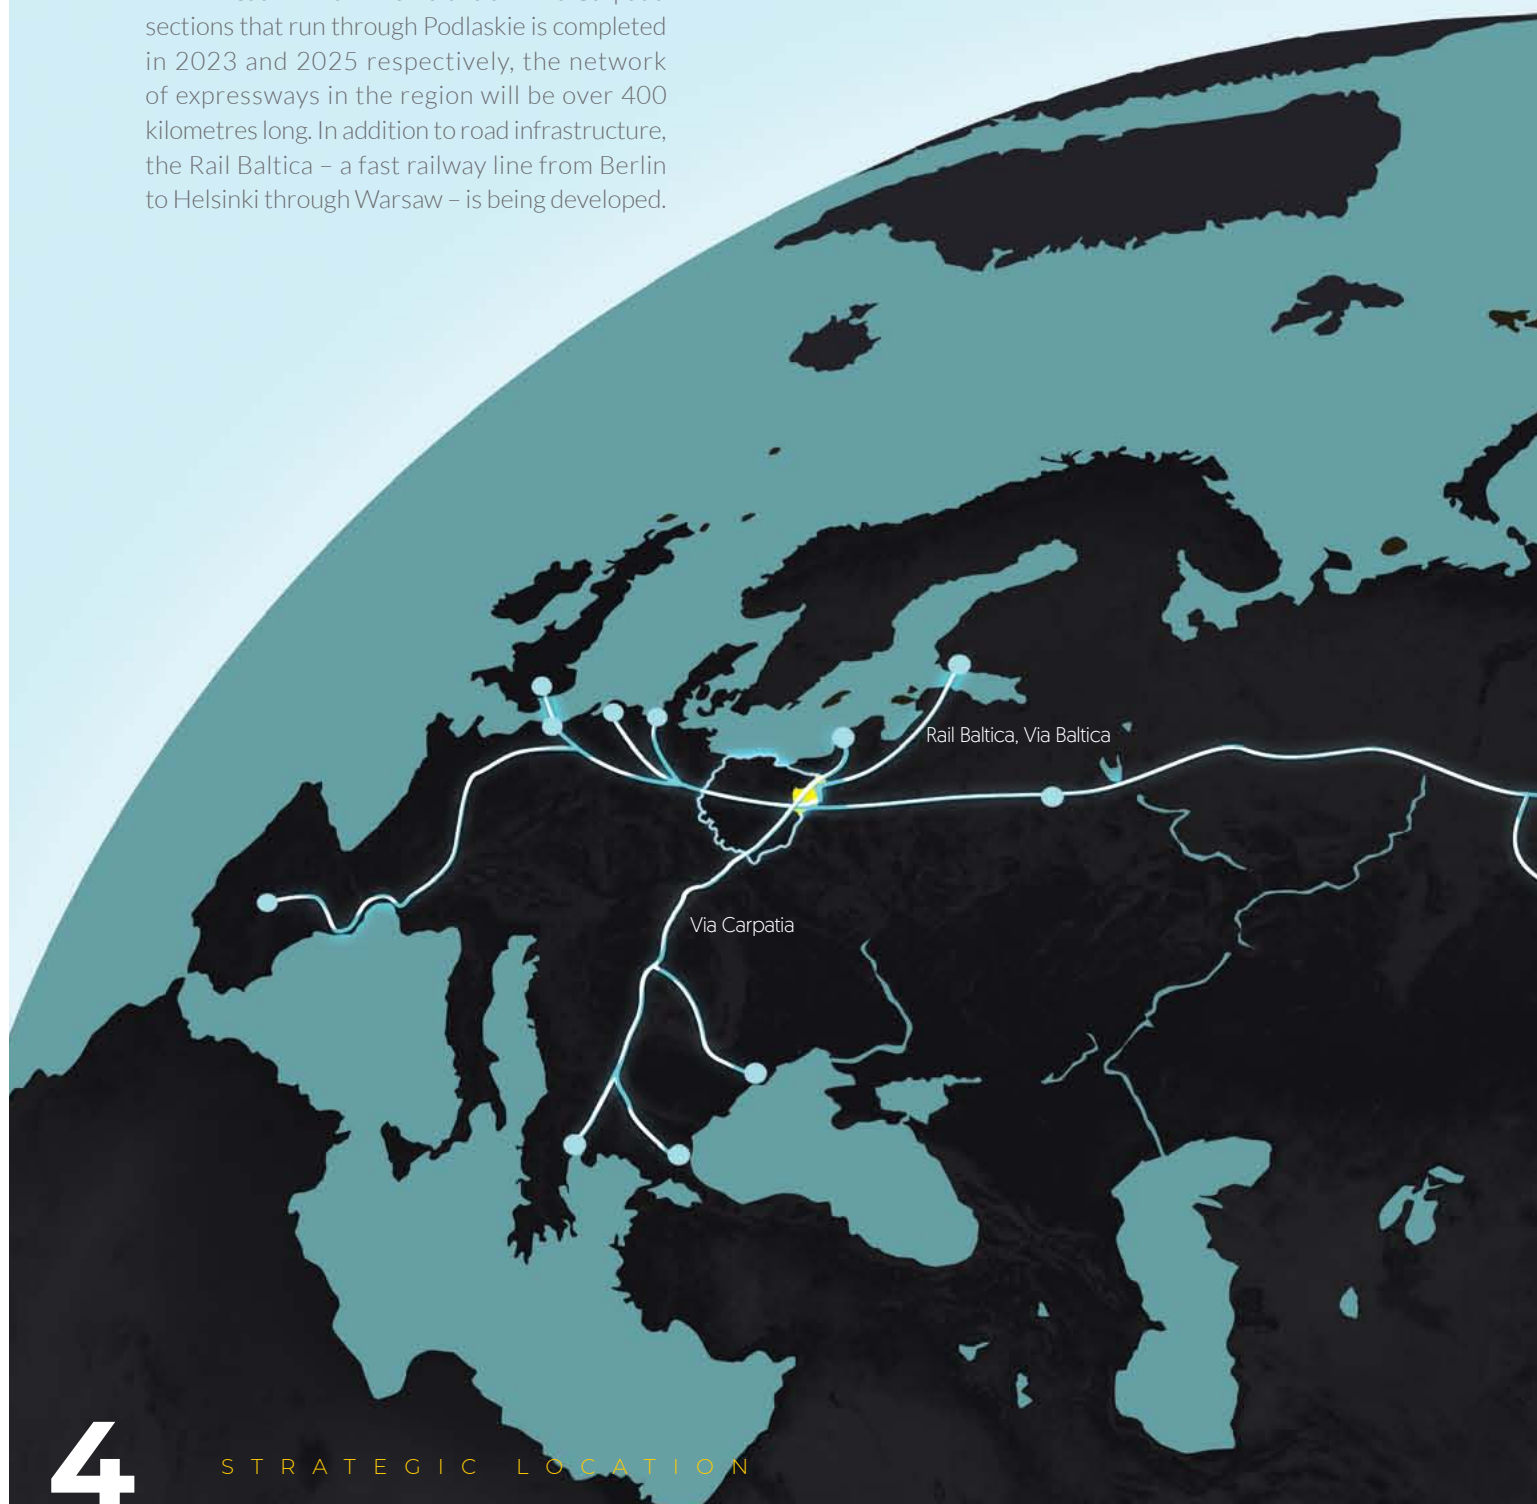 sections that run through Podlaskie is completed
in 2023 and 2025 respectively, the network
of expressways in the region will be over 400
kilometres long. In addition to road infrastructure,
the Rail Baltica – a fast railway line from Berlin
to Helsinki through Warsaw – is being developed.
Rail Baltica, Via Baltica
Via Carpatia
4
STRATEGIC LOCATION